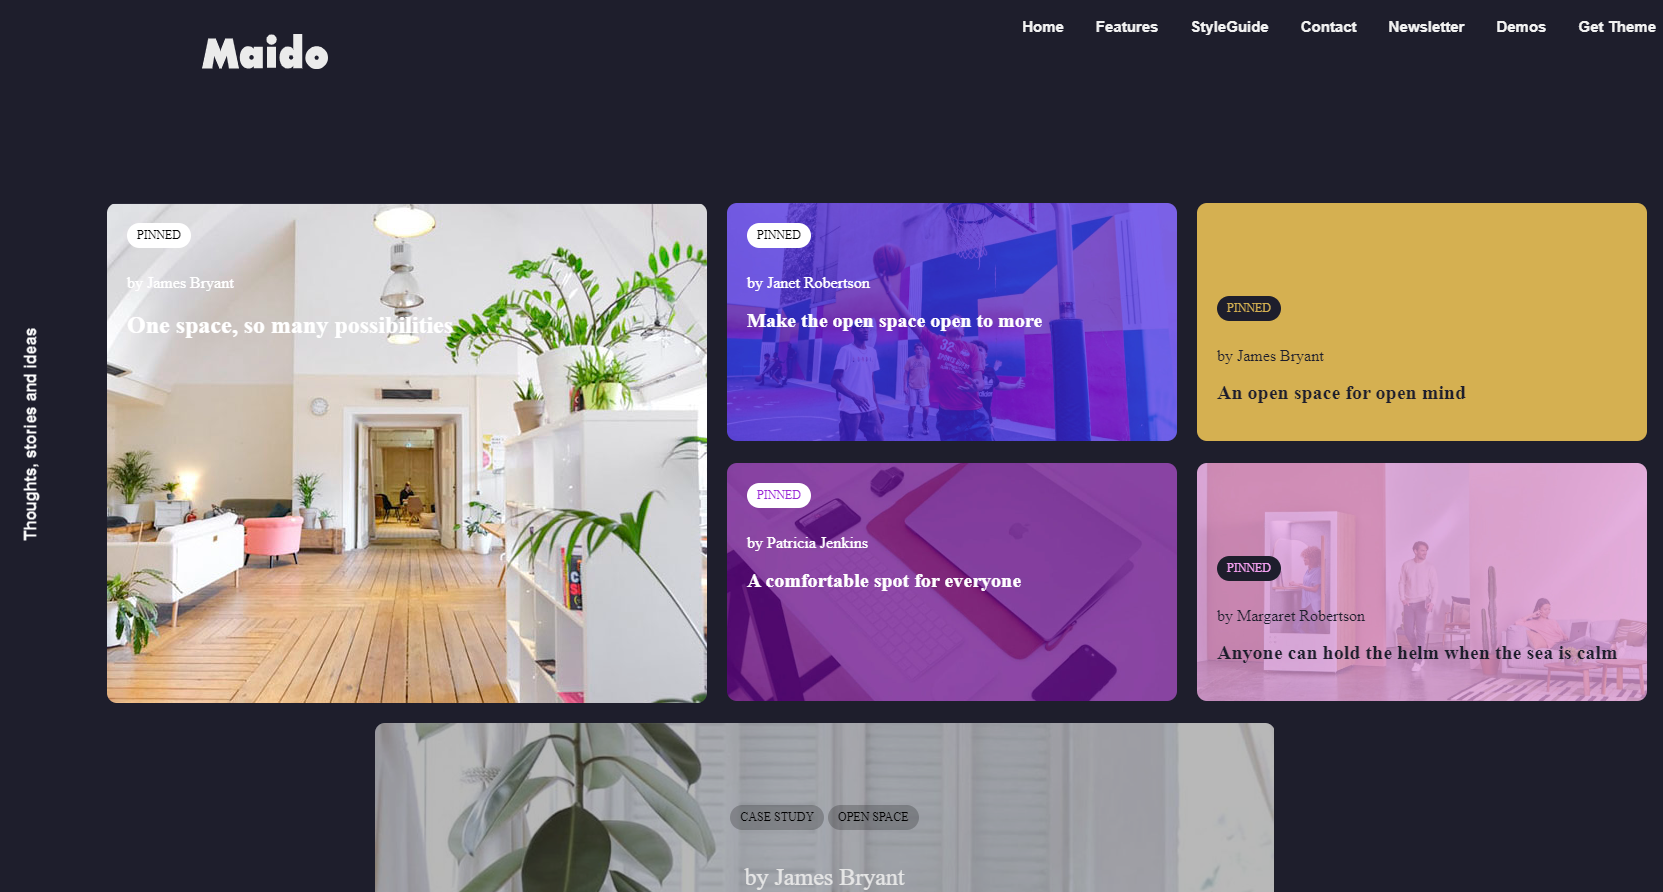 Maido
Home Features StyleGuide Contact Newsletter Demos Get Theme
Thoughts, stories and ideas
PINNED
by James Bryant
One space, so many possibilities
PINNED
by Janet Robertson
Make the open space open to more
PINNED
by James Bryant
An open space for open mind
PINNED
by Patricia Jenkins
A comfortable spot for everyone
PINNED
by Margaret Robertson
Anyone can hold the helm when the sea is calm
CASE STUDY OPEN SPACE
by James Bryant